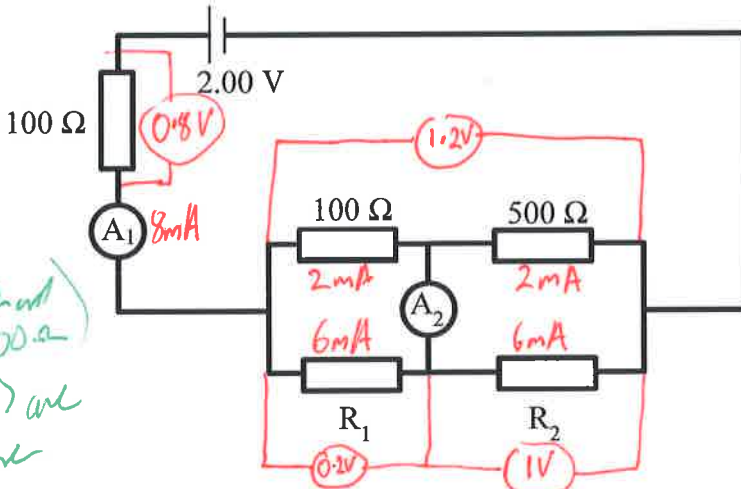 2.00 V
100 Ω
0.8V
1.2V
A₁
8mA
100 Ω
500 Ω
2mA
2mA
A₂
6mA
6mA
R₁
R₂
0.2V
1V